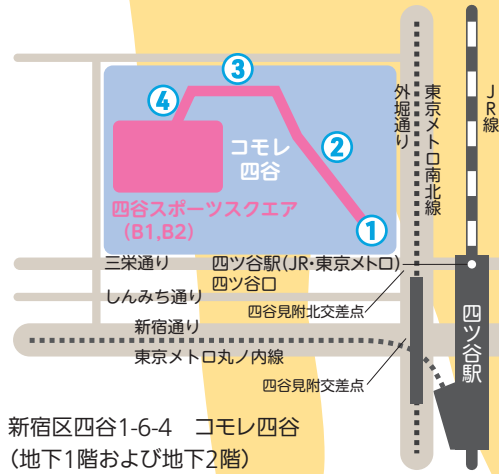 ③
④
②
①
コモレ
四谷
四谷スポーツスクエア
(B1,B2)
外堀通り
東京メトロ南北線
JR線
三栄通り
四ツ谷駅(JR・東京メトロ)
四ツ谷口
しんみち通り
四谷見附北交差点
新宿通り
東京メトロ丸ノ内線
四谷見附交差点
四ツ谷駅
新宿区四谷1-6-4 コモレ四谷
(地下1階および地下2階)